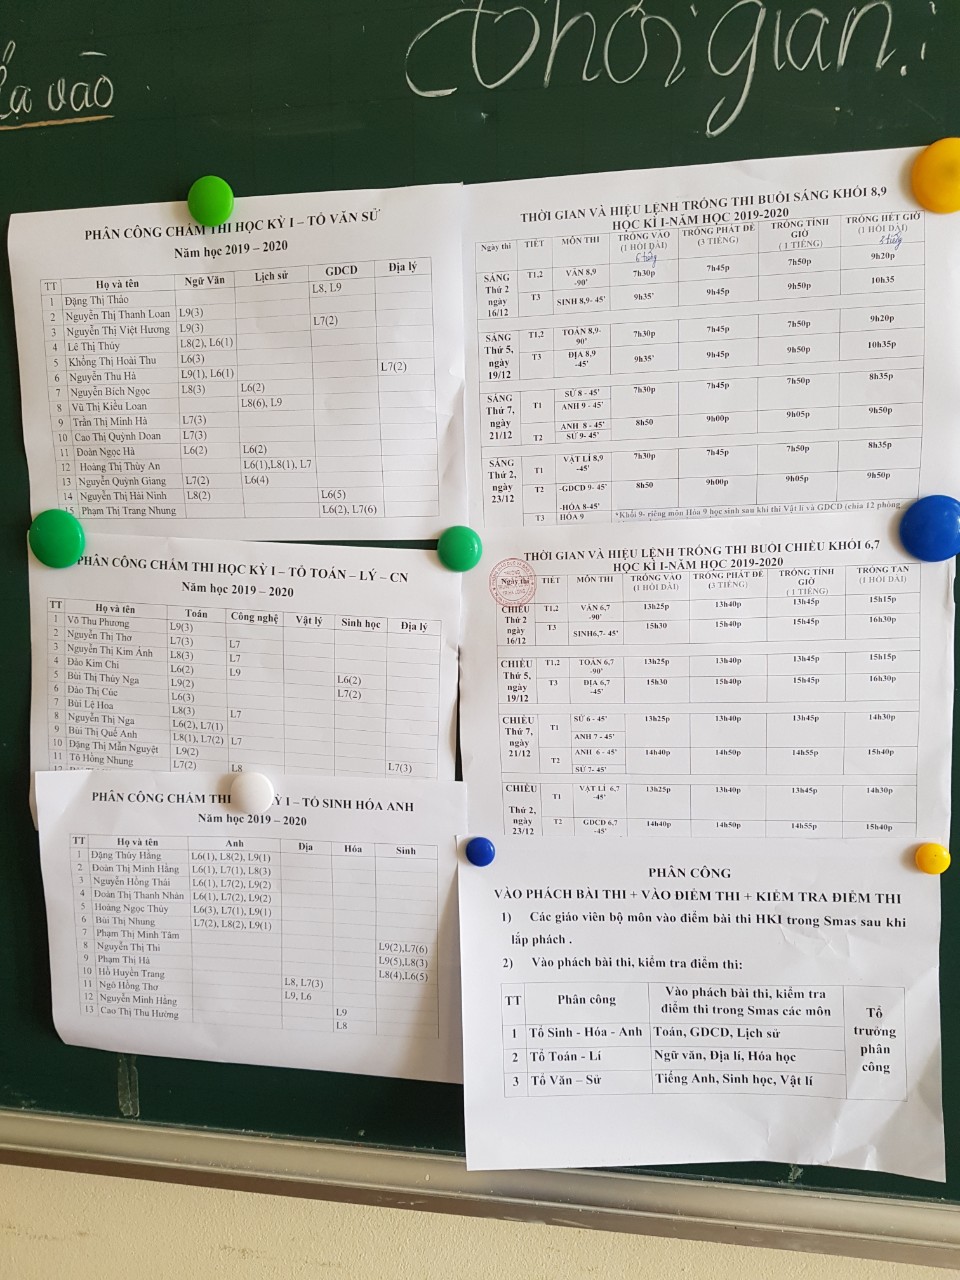 Thời gian:
vào
PHÂN CÔNG CHẤM THI HỌC KỲ I – TỔ VĂN SỬ
Năm học 2019 – 2020
TT Họ và tên Ngữ Văn Lịch sử GDCD Địa lý
1 Đặng Thị Thảo L8, L9
2 Nguyễn Thị Thanh Loan L9(3)
3 Nguyễn Thị Việt Hương L9(3) L7(2)
4 Lê Thị Thúy L8(2), L6(1)
5 Khổng Thị Hoài Thu L6(3)
6 Nguyễn Thu Hà L9(1), L6(1) L7(2)
7 Nguyễn Bích Ngọc L8(3) L6(2)
8 Vũ Thị Kiều Loan L8(6), L9
9 Trần Thị Minh Hà L7(3)
10 Cao Thị Quỳnh Doan L7(3)
11 Đoàn Ngọc Hà L6(2) L6(2)
12 Hoàng Thị Thùy An L6(1),L8(1), L7
13 Nguyễn Quỳnh Giang L7(2) L6(4)
14 Nguyễn Thị Hải Ninh L8(2) L6(5)
15 Phạm Thị Trang Nhung L6(2), L7(6)
THỜI GIAN VÀ HIỆU LỆNH TRỐNG THI BUỔI SÁNG KHỐI 8,9
HỌC KÌ I-NĂM HỌC 2019-2020
Ngày thi TIẾT MÔN THI TRỐNG VÀO (1 HỒI DÀI) TRỐNG PHÁT ĐỀ (3 TIẾNG) TRỐNG TÍNH GIỜ (1 TIẾNG) TRỐNG HẾT GIỜ (1 HỒI DÀI)
6 tiếng 3 tiếng
SÁNG Thứ 2 ngày 16/12 T1,2 VĂN 8,9 -90' 7h30p 7h45p 7h50p 9h20p
T3 SINH 8,9- 45' 9h35' 9h45p 9h50p 10h35
SÁNG Thứ 5, ngày 19/12 T1,2 TOÁN 8,9- 90' 7h30p 7h45p 7h50p 9h20p
T3 ĐỊA 8,9 -45' 9h35' 9h45p 9h50p 10h35p
SÁNG Thứ 7, ngày 21/12 T1 SỬ 8 - 45' 7h30p 7h45p 7h50p 8h35p
ANH 9 - 45'
T2 ANH 8 - 45' 8h50 9h00p 9h05p 9h50p
SỬ 9- 45'
SÁNG Thứ 2, ngày 23/12 T1 VẬT LÍ 8,9 -45' 7h30p 7h45p 7h50p 8h35p
T2 -GDCD 9- 45' 8h50 9h00p 9h05p 9h50p
-HÓA 8-45'
T3 HÓA 9 *Khối 9- riêng môn Hóa 9 học sinh sau khi thi Vật lí và GDCD (chia 12 phòng
PHÂN CÔNG CHẤM THI HỌC KỲ I – TỔ TOÁN – LÝ – CN
Năm học 2019 – 2020
TT Họ và tên Toán Công nghệ Vật lý Sinh học Địa lý
1 Võ Thu Phương L9(3)
2 Nguyễn Thị Thơ L7(3) L7
3 Nguyễn Thị Kim Anh L8(3) L7
4 Đào Kim Chi L6(2) L9
5 Bùi Thị Thúy Nga L9(2) L6(2)
6 Đào Thị Cúc L6(3) L7(2)
7 Bùi Lệ Hoa L8(3) L7
8 Nguyễn Thị Nga L6(2), L7(1)
9 Bùi Thị Quế Anh L8(1), L7(2) L7
10 Đặng Thị Mẫn Nguyệt L9(2)
11 Tô Hồng Nhung L7(2) L8 L7(3)
THỜI GIAN VÀ HIỆU LỆNH TRỐNG THI BUỔI CHIỀU KHỐI 6,7
HỌC KÌ I-NĂM HỌC 2019-2020
Ngày thi TIẾT MÔN THI TRỐNG VÀO (1 HỒI DÀI) TRỐNG PHÁT ĐỀ (3 TIẾNG) TRỐNG TÍNH GIỜ ( 1 TIẾNG) TRỐNG TAN (1 HỒI DÀI)
CHIỀU Thứ 2 ngày 16/12 T1,2 VĂN 6,7 -90' 13h25p 13h40p 13h45p 15h15p
T3 SINH6,7- 45' 15h30 15h40p 15h45p 16h30p
CHIỀU Thứ 5, ngày 19/12 T1,2 TOÁN 6,7 -90' 13h25p 13h40p 13h45p 15h15p
T3 ĐỊA 6,7 -45' 15h30 15h40p 15h45p 16h30p
CHIỀU Thứ 7, ngày 21/12 T1 SỬ 6 - 45' 13h25p 13h40p 13h45p 14h30p
ANH 7 - 45'
T2 ANH 6 - 45' 14h40p 14h50p 14h55p 15h40p
SỬ 7- 45'
CHIỀU Thứ 2, ngày 23/12 T1 VẬT LÍ 6,7 -45' 13h25p 13h40p 13h45p 14h30p
T2 GDCD 6,7 -45' 14h40p 14h50p 14h55p 15h40p
PHÂN CÔNG CHẤM THI KỲ I – TỔ SINH HÓA ANH
Năm học 2019 – 2020
TT Họ và tên Anh Địa Hóa Sinh
1 Đặng Thúy Hằng L6(1), L8(2), L9(1)
2 Đoàn Thị Minh Hằng L6(1), L7(1), L8(3)
3 Nguyễn Hồng Thái L6(1), L7(2), L9(2)
4 Đoàn Thị Thanh Nhàn L6(1), L7(2), L9(2)
5 Hoàng Ngọc Thủy L6(3), L7(1), L9(1)
6 Bùi Thị Nhung L7(2), L8(2), L9(1)
7 Phạm Thị Minh Tâm
8 Nguyễn Thị Thi L9(2),L7(6)
9 Phạm Thị Hà L9(5),L8(3)
10 Hồ Huyền Trang L8(4),L6(5)
11 Ngô Hồng Thơ L8, L7(3)
12 Nguyễn Minh Hằng L9, L6
13 Cao Thị Thu Hường L9
L8
PHÂN CÔNG
VÀO PHÁCH BÀI THI + VÀO ĐIỂM THI + KIỂM TRA ĐIỂM THI
1) Các giáo viên bộ môn vào điểm bài thi HKI trong Smas sau khi
lắp phách .
2) Vào phách bài thi, kiểm tra điểm thi:
TT Phân công Vào phách bài thi, kiểm tra điểm thi trong Smas các môn Tổ trưởng phân công
1 Tổ Sinh - Hóa - Anh Toán, GDCD, Lịch sử
2 Tổ Toán - Lí Ngữ văn, Địa lí, Hóa học
3 Tổ Văn – Sử Tiếng Anh, Sinh học, Vật lí